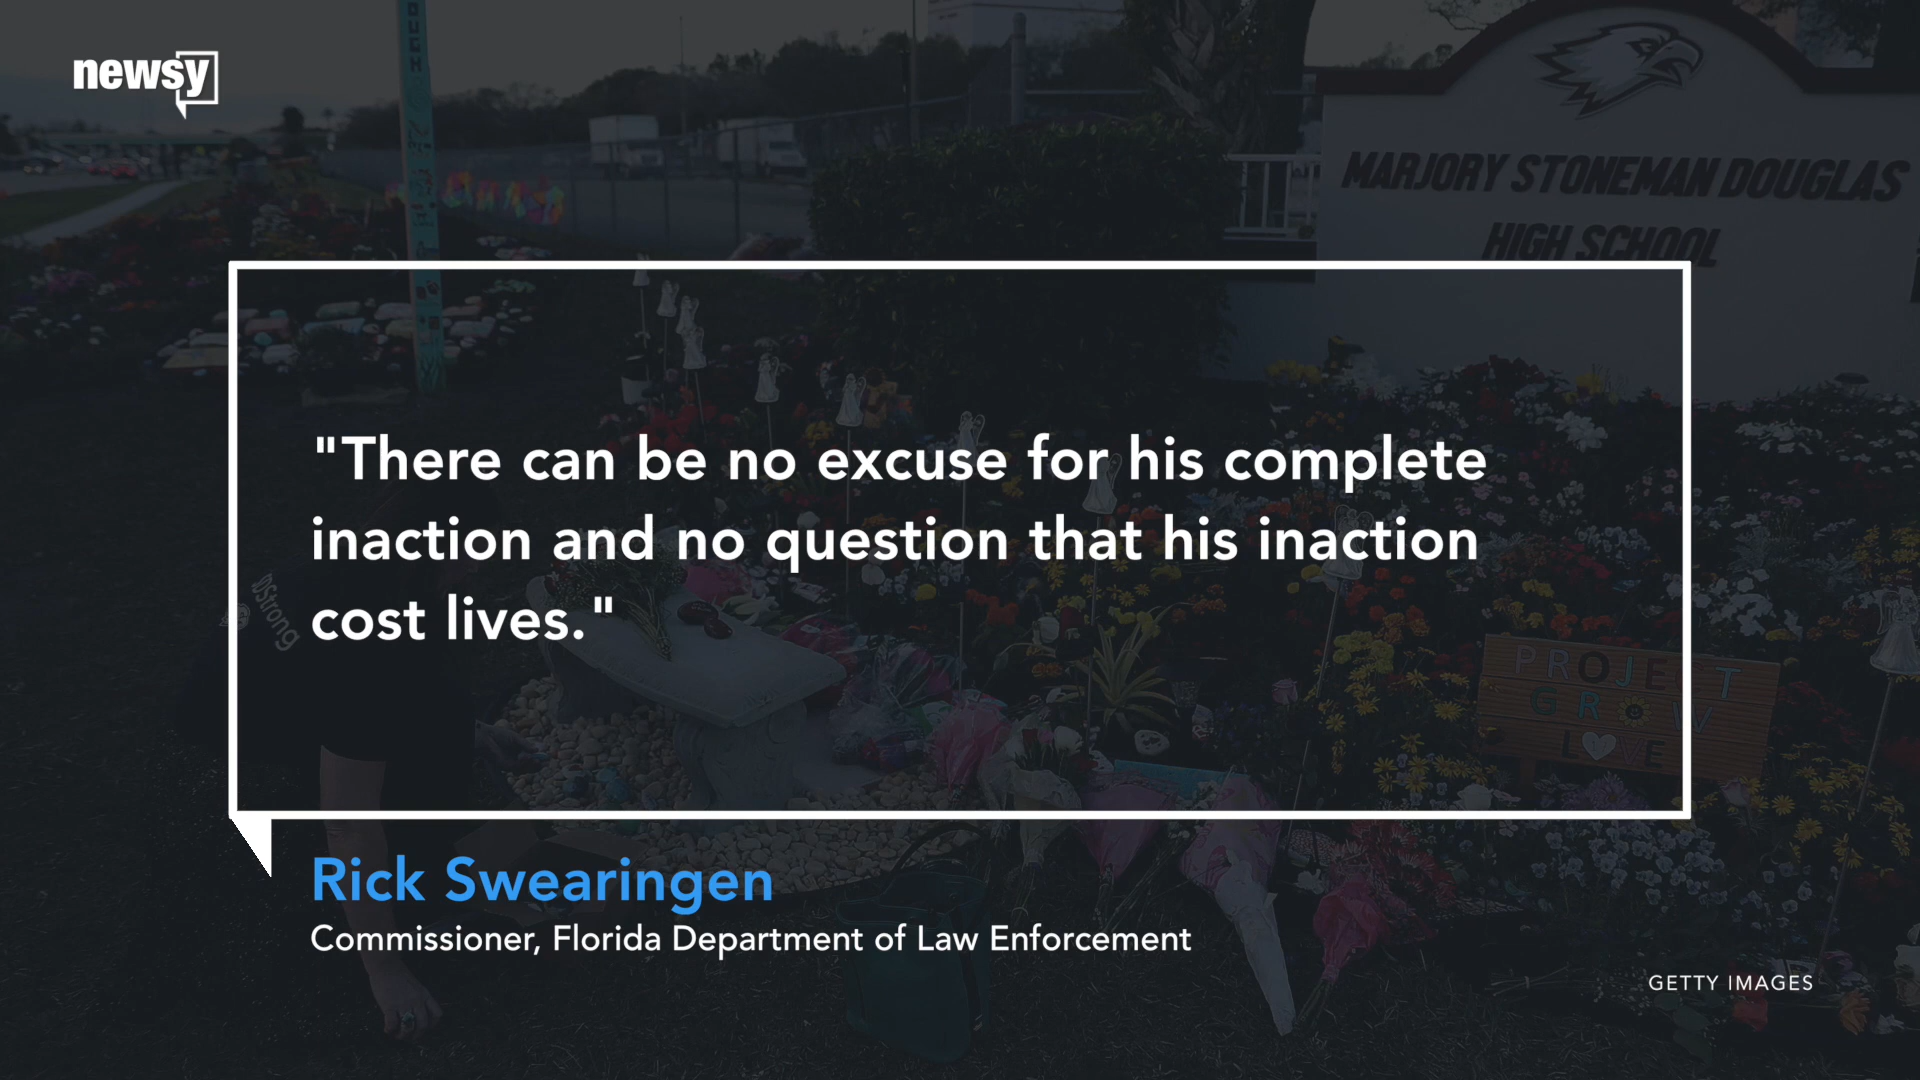 newsy
MARJORY STONEMAN DOUGLAS
HIGH SCHOOL
"There can be no excuse for his complete
inaction and no question that his inaction
cost lives."
PROJECT
GROW
LOVE
Rick Swearingen
Commissioner, Florida Department of Law Enforcement
GETTY IMAGES